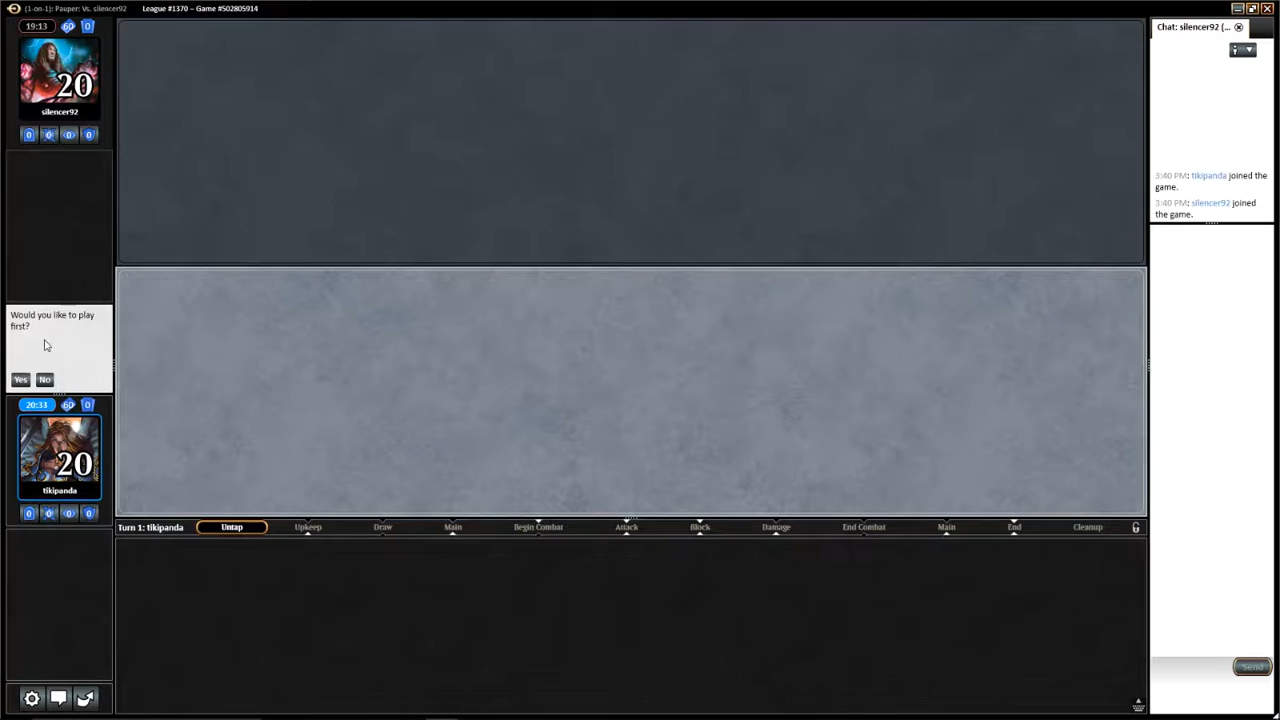 (1-on-1): Pauper: Vs. silencer92
League #1370 – Game #502805914
19:13
60
0
20
silencer92
0 0 0 0
Would you like to play
first?
Yes No
20:33
60
0
20
tikipanda
0 0 0 0
Turn 1: tikipanda
Untap
Upkeep
Draw
Main
Begin Combat
Attack
Block
Damage
End Combat
Main
End
Cleanup
Chat: silencer92 (...
3:40 PM: tikipanda joined the
game.
3:40 PM: silencer92 joined
the game.
Send